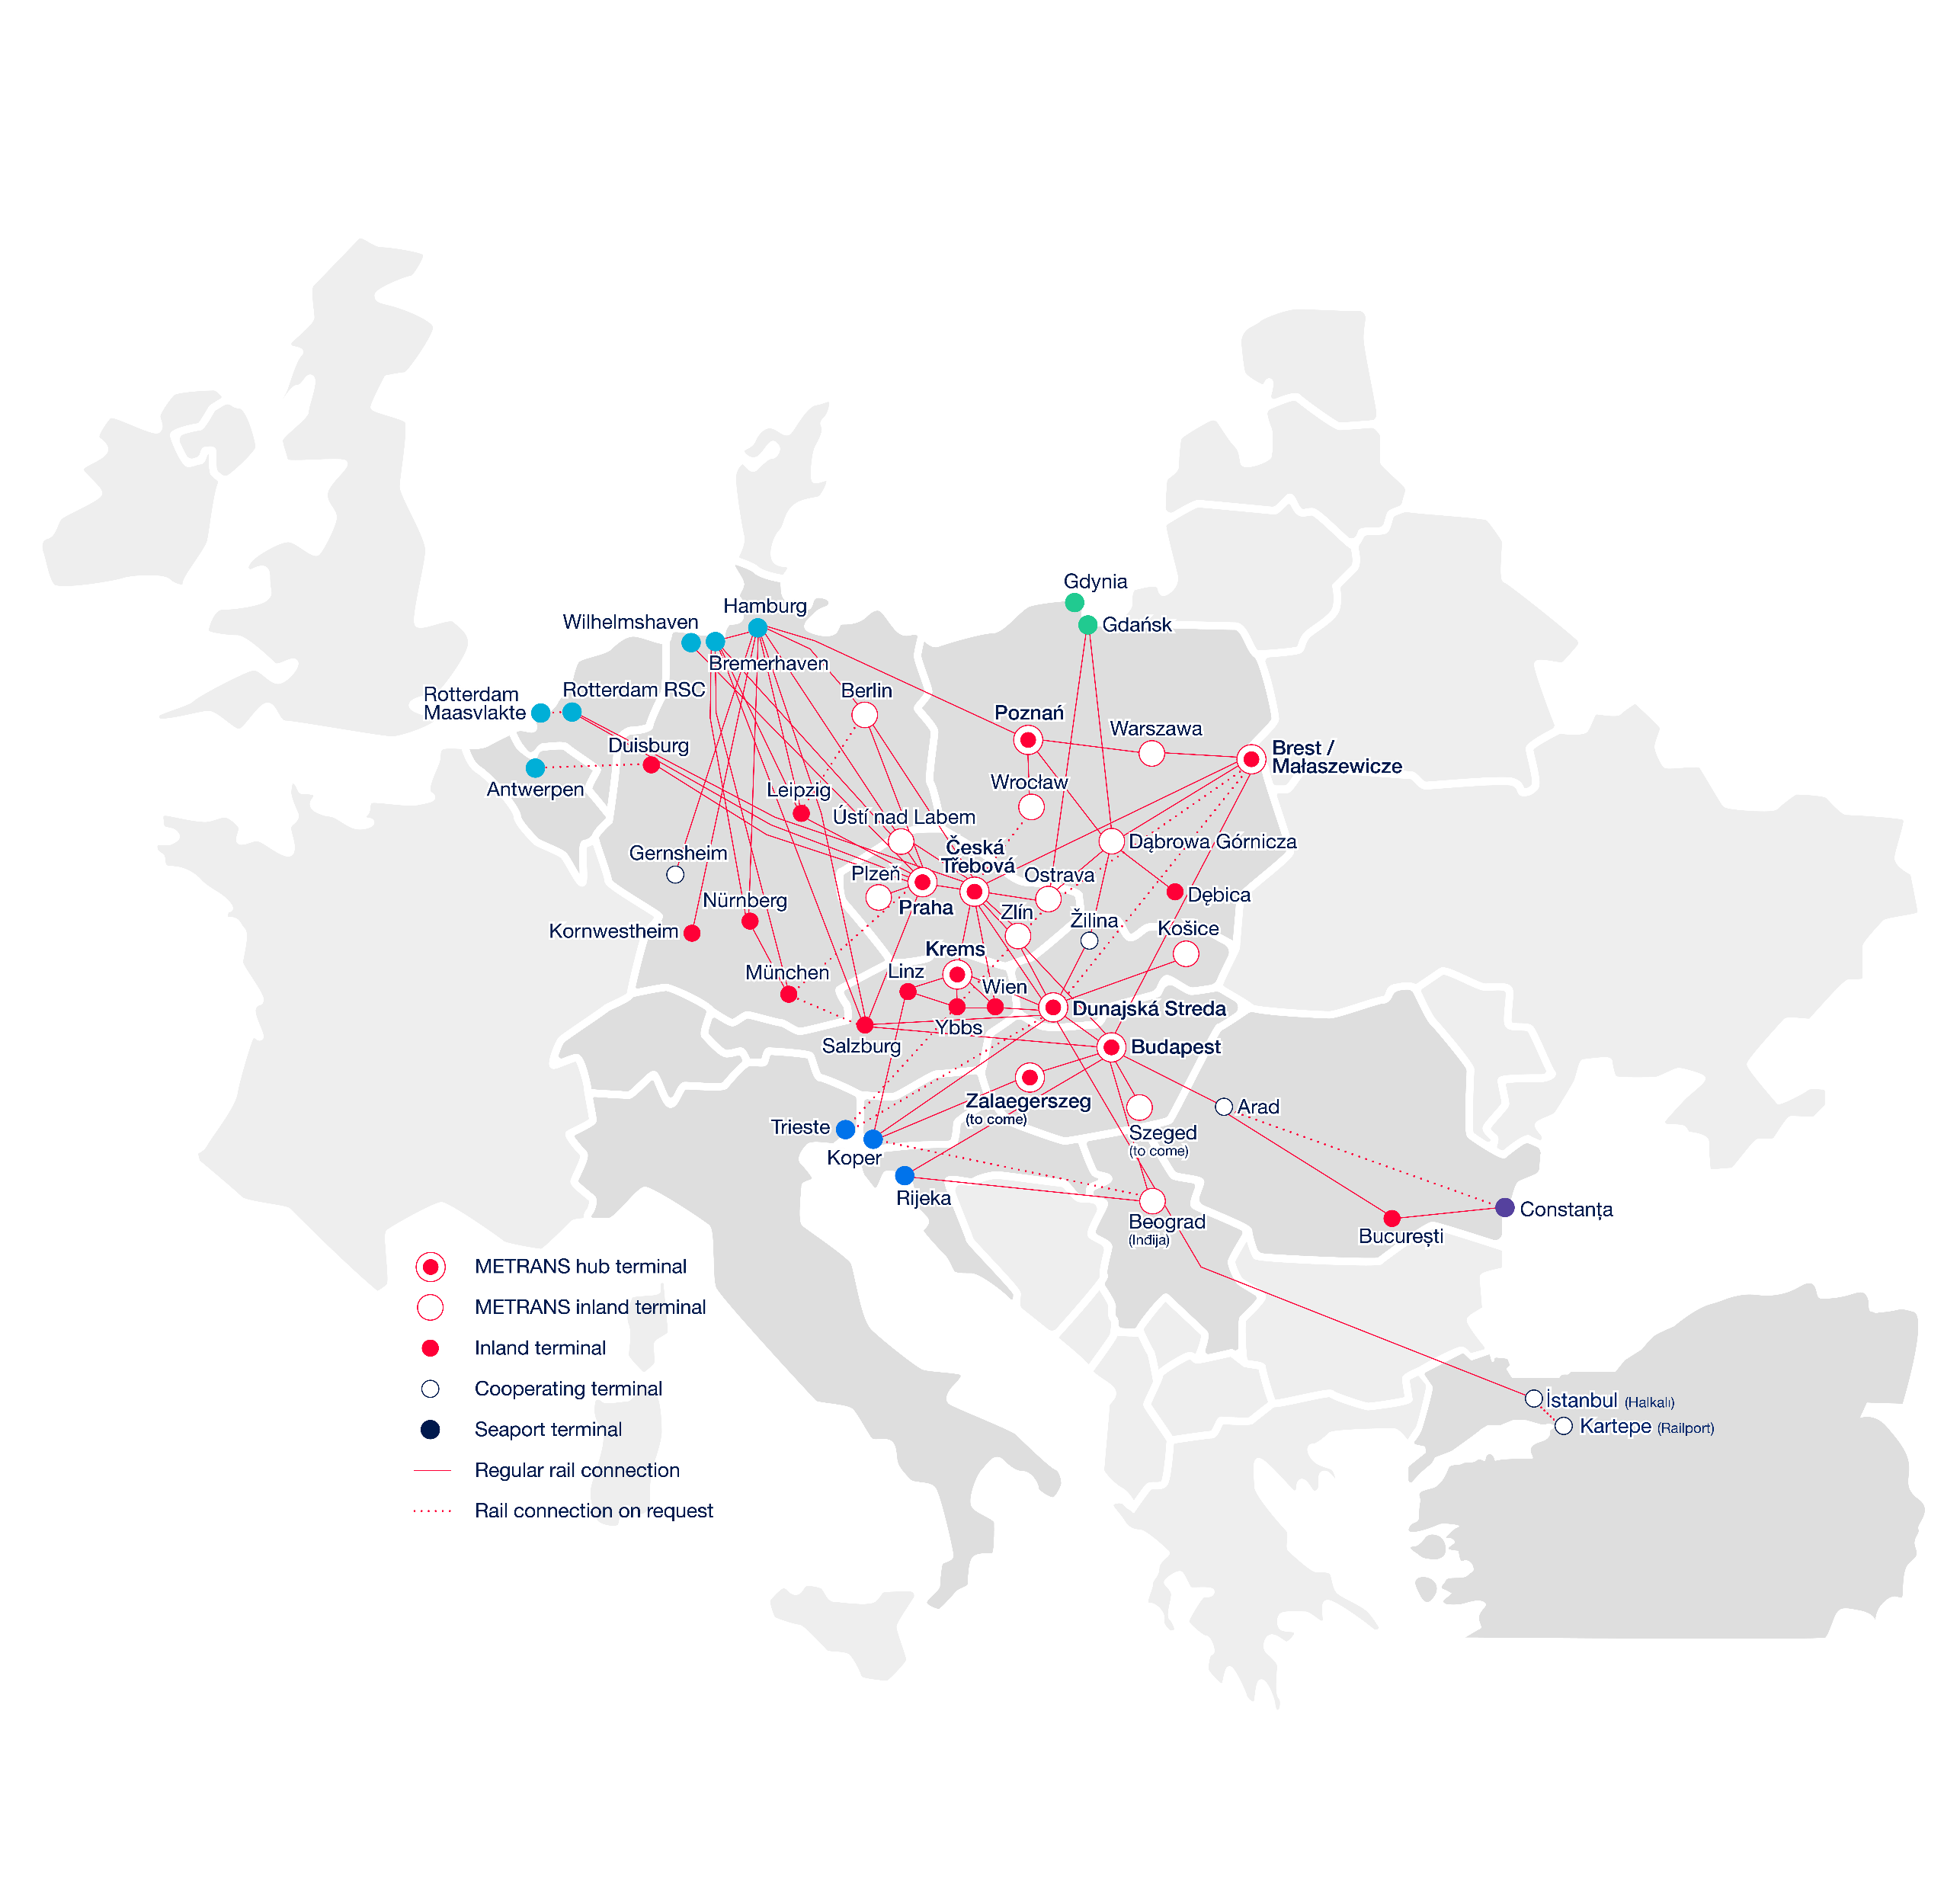 Gdynia
Hamburg
Wilhelmshaven
Gdańsk
Bremerhaven
Rotterdam
Maasvlakte
Rotterdam RSC
Berlin
Poznań
Warszawa
Duisburg
Brest /
Małaszewicze
Antwerpen
Leipzig
Wrocław
Ústí nad Labem
Dąbrowa Górnicza
Gernsheim
Česká
Třebová
Plzeň
Ostrava
Dębica
Nürnberg
Praha
Zlín
Žilina
Košice
Kornwestheim
Krems
München
Linz
Wien
Dunajská Streda
Ybbs
Salzburg
Budapest
Zalaegerszeg
(to come)
Arad
Trieste
Szeged
(to come)
Koper
Rijeka
Beograd
(Inđija)
Constanța
București
METRANS hub terminal
METRANS inland terminal
Inland terminal
Cooperating terminal
Seaport terminal
Regular rail connection
Rail connection on request
İstanbul (Halkalı)
Kartepe (Railport)